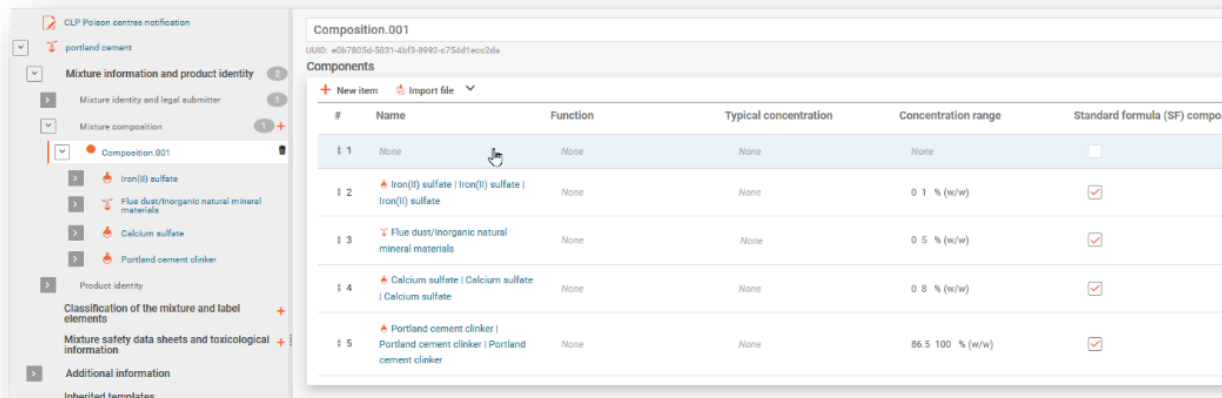 CLP Poison centres notification
portland cement
Mixture information and product identity 2
Mixture identity and legal submitter 1
Mixture composition 1 +
Composition.001
Iron(II) sulfate
Flue dust/Inorganic natural mineral
materials
Calcium sulfate
Portland cement clinker
Product identity
Classification of the mixture and label
elements +
Mixture safety data sheets and toxicological
information +
Additional information
Inherited templates
Composition.001
UUID: e0b7805d-5831-4bf3-8992-c754d1ecc2de
Components
+ New item Import file
# Name Function Typical concentration Concentration range Standard formula (SF) compo
1 None None None None
2 Iron(II) sulfate | Iron(II) sulfate |
Iron(II) sulfate None None 0 1 % (w/w)
3 Flue dust/Inorganic natural
mineral materials None None 0 5 % (w/w)
4 Calcium sulfate | Calcium sulfate
| Calcium sulfate None None 0 8 % (w/w)
5 Portland cement clinker |
Portland cement clinker | Portland
cement clinker None None 86.5 100 % (w/w)